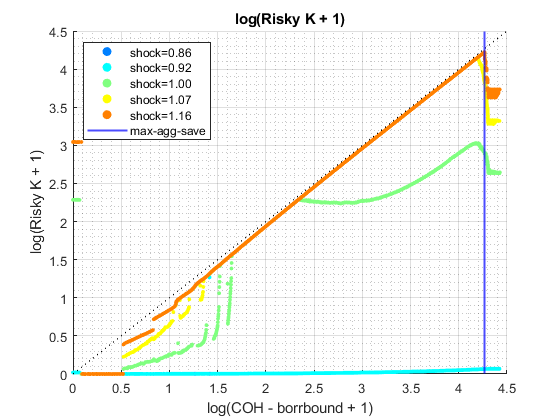 log(Risky K + 1)
4.5
4
3.5
3
2.5
2
1.5
1
0.5
0
log(Risky K + 1)
shock=0.86
shock=0.92
shock=1.00
shock=1.07
shock=1.16
max-agg-save
0 0.5 1 1.5 2 2.5 3 3.5 4 4.5
log(COH - borrbound + 1)